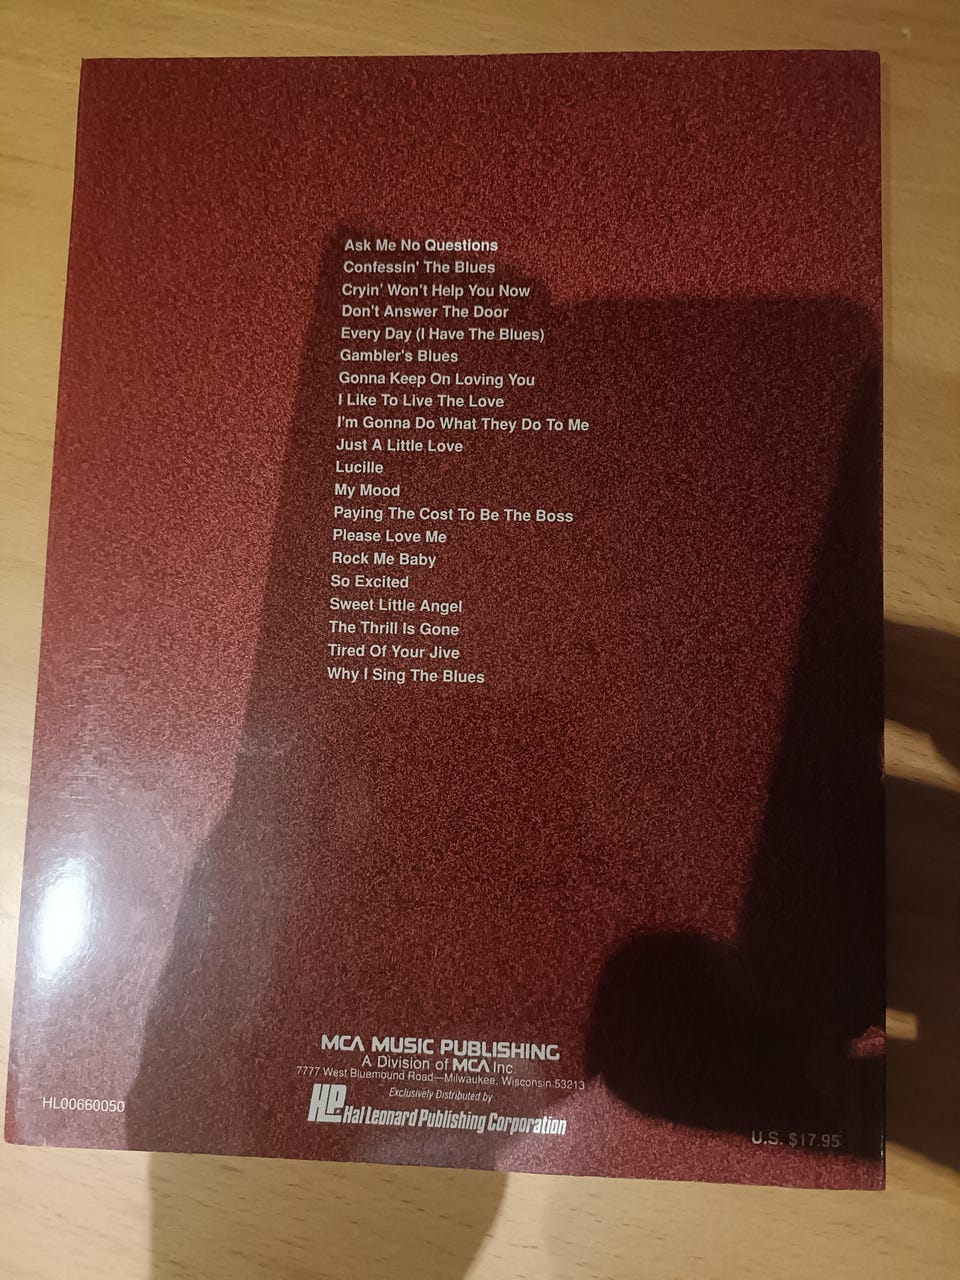 Ask Me No Questions
Confessin' The Blues
Cryin' Won't Help You Now
Don't Answer The Door
Every Day (I Have The Blues)
Gambler's Blues
Gonna Keep On Loving You
I Like To Live The Love
I'm Gonna Do What They Do To Me
Just A Little Love
Lucille
My Mood
Paying The Cost To Be The Boss
Please Love Me
Rock Me Baby
So Excited
Sweet Little Angel
The Thrill Is Gone
Tired Of Your Jive
Why I Sing The Blues
MCA MUSIC PUBLISHING
A Division of MCA Inc.
7777 West Bluemound Road—Milwaukee, Wisconsin 53213
Exclusively Distributed by
HL Hal Leonard Publishing Corporation
HL00660050
U.S. $17.95